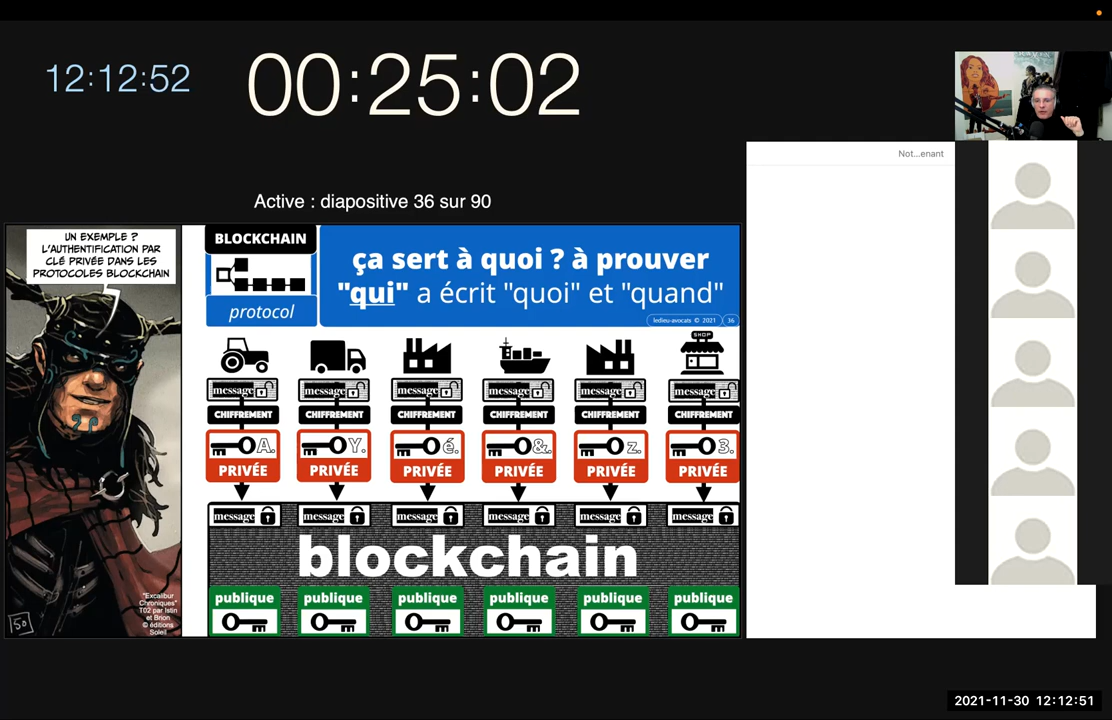 12:12:52
00:25:02
Active : diapositive 36 sur 90
Not...enant
UN EXEMPLE ?
L'AUTHENTIFICATION PAR
CLÉ PRIVÉE DANS LES
PROTOCOLES BLOCKCHAIN
"Excalibur
Chroniques"
T02 par Istin
et Brion
© éditions
Soleil
50
BLOCKCHAIN
protocol
ça sert à quoi ? à prouver
"qui" a écrit "quoi" et "quand"
ledieu-avocats © 2021 36
SHOP
message message message message message message
CHIFFREMENT CHIFFREMENT CHIFFREMENT CHIFFREMENT CHIFFREMENT CHIFFREMENT
A. Y. é. &. z. 3.
PRIVÉE PRIVÉE PRIVÉE PRIVÉE PRIVÉE PRIVÉE
message message message message message message
blockchain
publique publique publique publique publique publique
2021-11-30 12:12:51